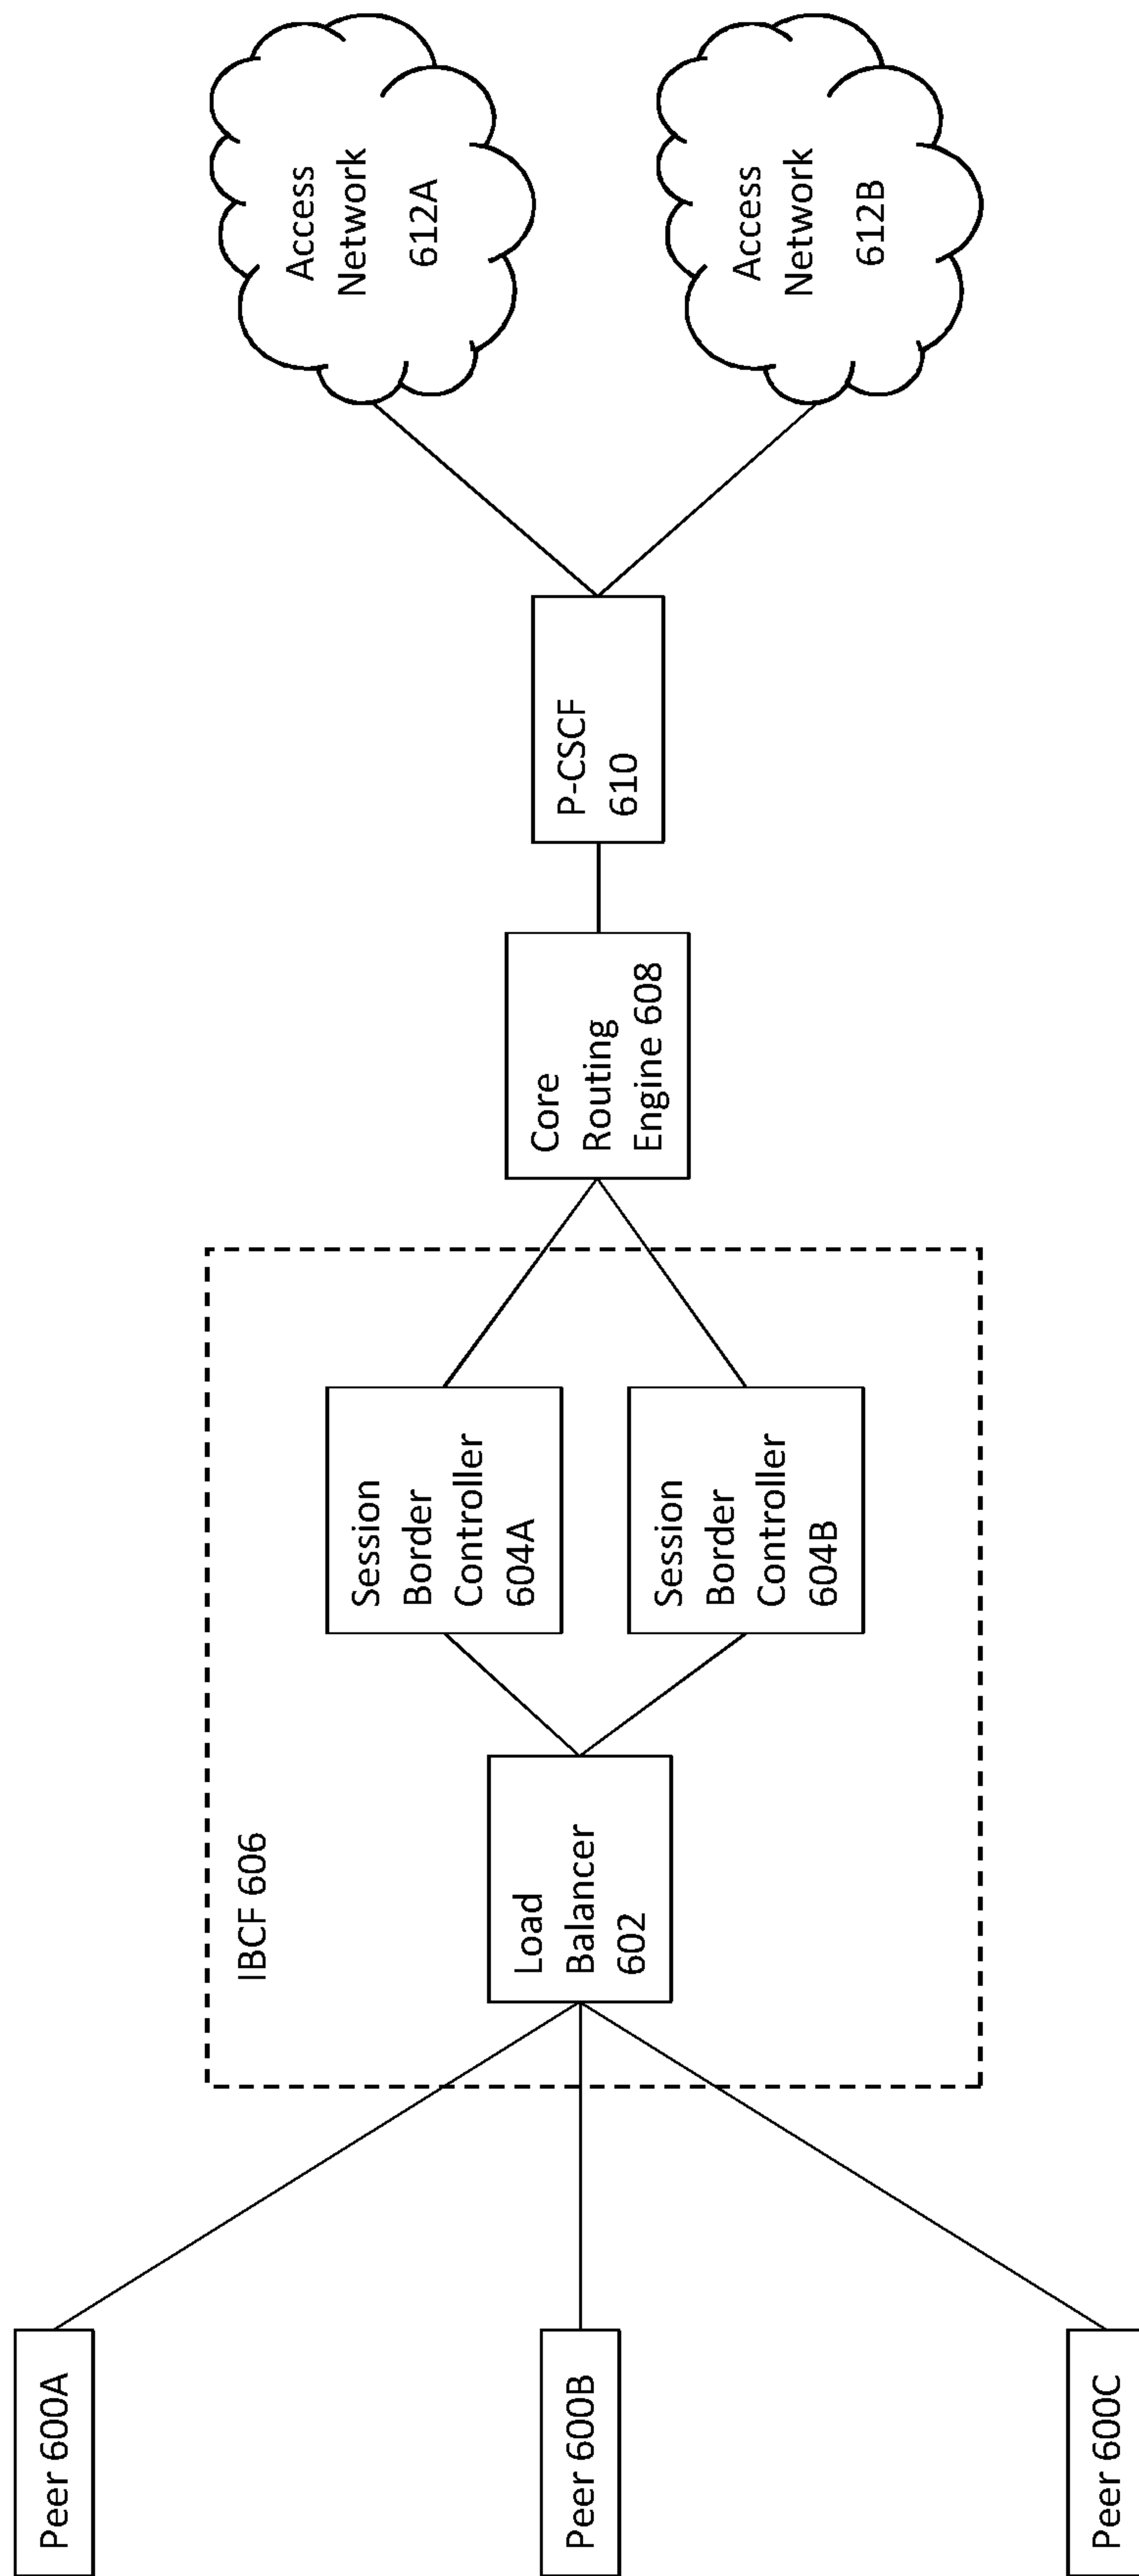 Peer 600A
Peer 600B
Peer 600C
IBCF 606
Load
Balancer
602
Session
Border
Controller
604A
Session
Border
Controller
604B
Core
Routing
Engine 608
P-CSCF
610
Access
Network
612A
Access
Network
612B